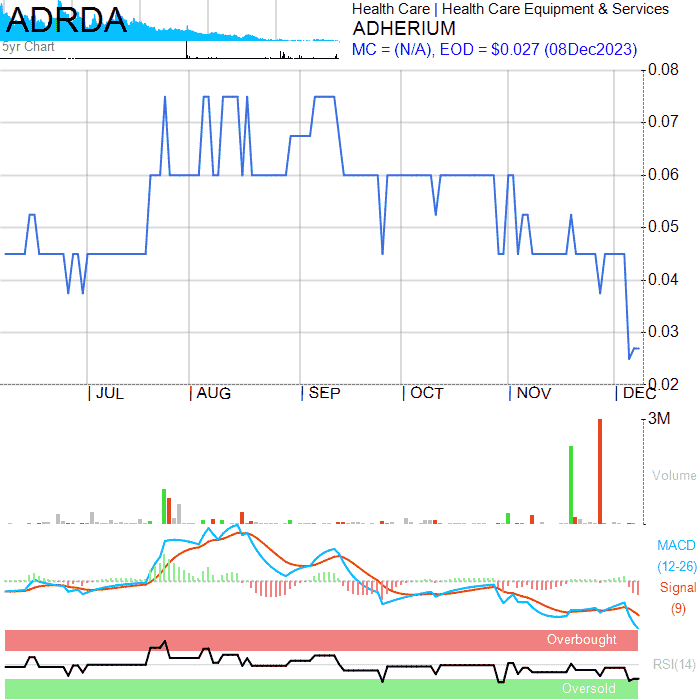 ADRDA
5yr Chart
Health Care | Health Care Equipment & Services
ADHERIUM
MC = (N/A), EOD = $0.027 (08Dec2023)
0.08
0.07
0.06
0.05
0.04
0.03
0.02
| JUL | AUG | SEP | OCT | NOV | DEC
3M
Volume
MACD
(12-26)
Signal
(9)
Overbought
RSI(14)
Oversold